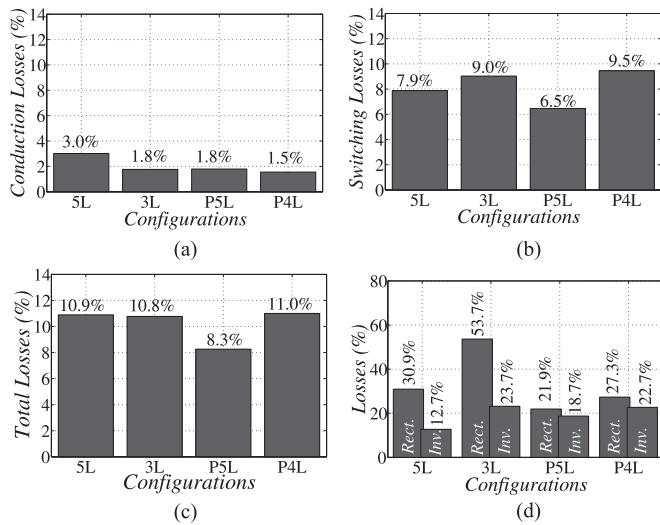 Conduction Losses (%)
14
12
10
8
6
4
2
0
3.0%
1.8%
1.8%
1.5%
5L
3L
P5L
P4L
Configurations
(a)
Switching Losses (%)
14
12
10
8
6
4
2
0
7.9%
9.0%
6.5%
9.5%
5L
3L
P5L
P4L
Configurations
(b)
Total Losses (%)
14
12
10
8
6
4
2
0
10.9%
10.8%
8.3%
11.0%
5L
3L
P5L
P4L
Configurations
(c)
Losses (%)
80
60
40
20
0
30.9%
12.7%
53.7%
23.7%
21.9%
18.7%
27.3%
22.7%
Rect.
Inv.
Rect.
Inv.
Rect.
Inv.
Rect.
Inv.
5L
3L
P5L
P4L
Configurations
(d)